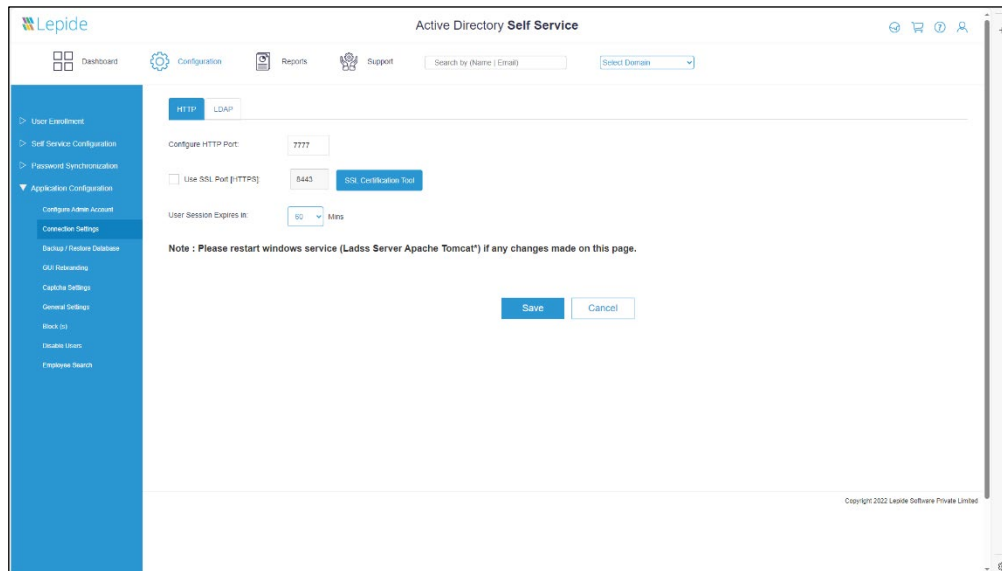 Lepide
Active Directory Self Service
Dashboard
Configuration
Reports
Support
Search by (Name | Email)
Select Domain
User Enrollment
Self Service Configuration
Password Synchronization
Application Configuration
Configure Admin Account
Connection Settings
Backup / Restore Database
GUI Rebranding
Captcha Settings
General Settings
Block (s)
Disable Users
Employee Search
HTTP LDAP
Configure HTTP Port: 7777
Use SSL Port [HTTPS]: 8443 SSL Certification Tool
User Session Expires in: 60 Mins
Note : Please restart windows service (Ladss Server Apache Tomcat*) if any changes made on this page.
Save Cancel
Copyright 2022 Lepide Software Private Limited